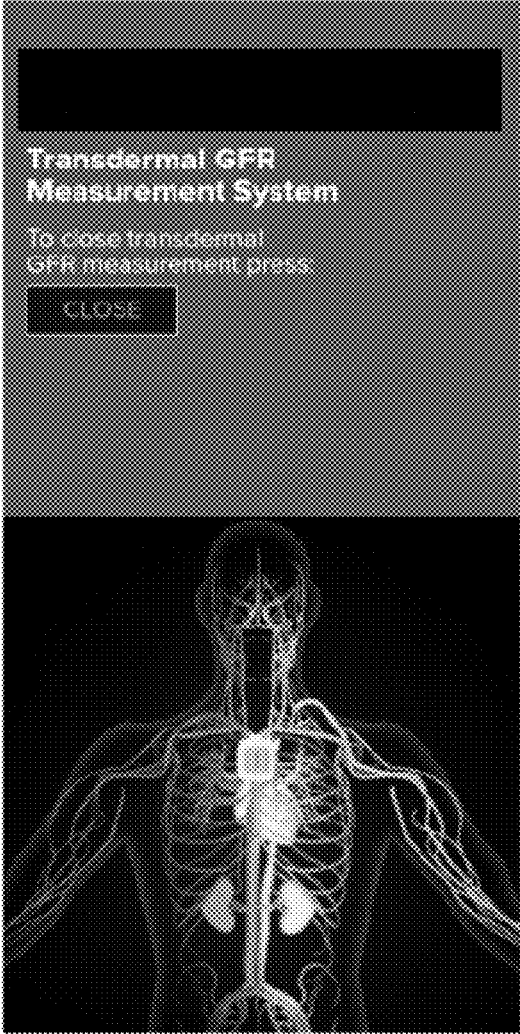 Transdermal GFR
Measurement System
To close transdermal
GFR measurement press:
CLOSE